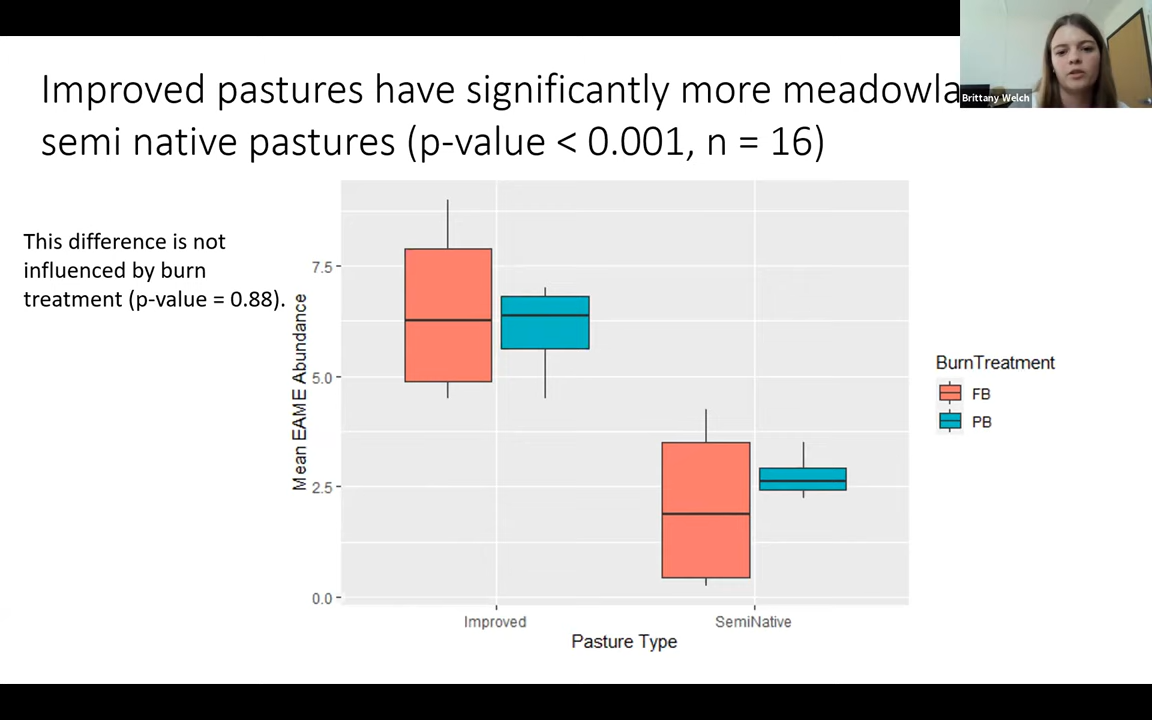 Improved pastures have significantly more meadowla
semi native pastures (p-value < 0.001, n = 16)
Brittany Welch
This difference is not
influenced by burn
treatment (p-value = 0.88).
Mean EAME Abundance
7.5
5.0
2.5
0.0
Improved
SemiNative
Pasture Type
BurnTreatment
FB
PB